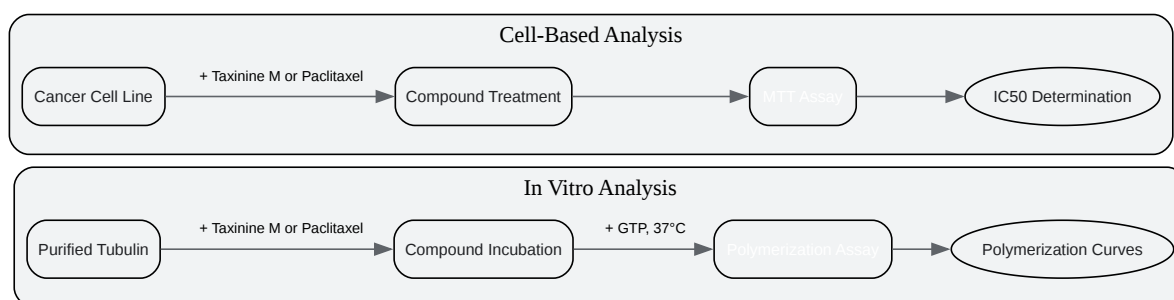 Cell-Based Analysis
+ Taxinine M or Paclitaxel
Cancer Cell Line
Compound Treatment
MTT Assay
IC50 Determination
In Vitro Analysis
+ Taxinine M or Paclitaxel
+ GTP, 37°C
Purified Tubulin
Compound Incubation
Polymerization Assay
Polymerization Curves